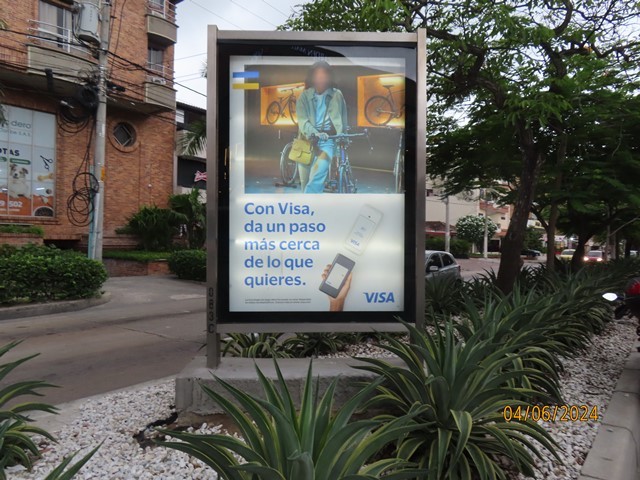 Con Visa,
da un paso
más cerca
de lo que
quieres.
VISA
04/06/2024